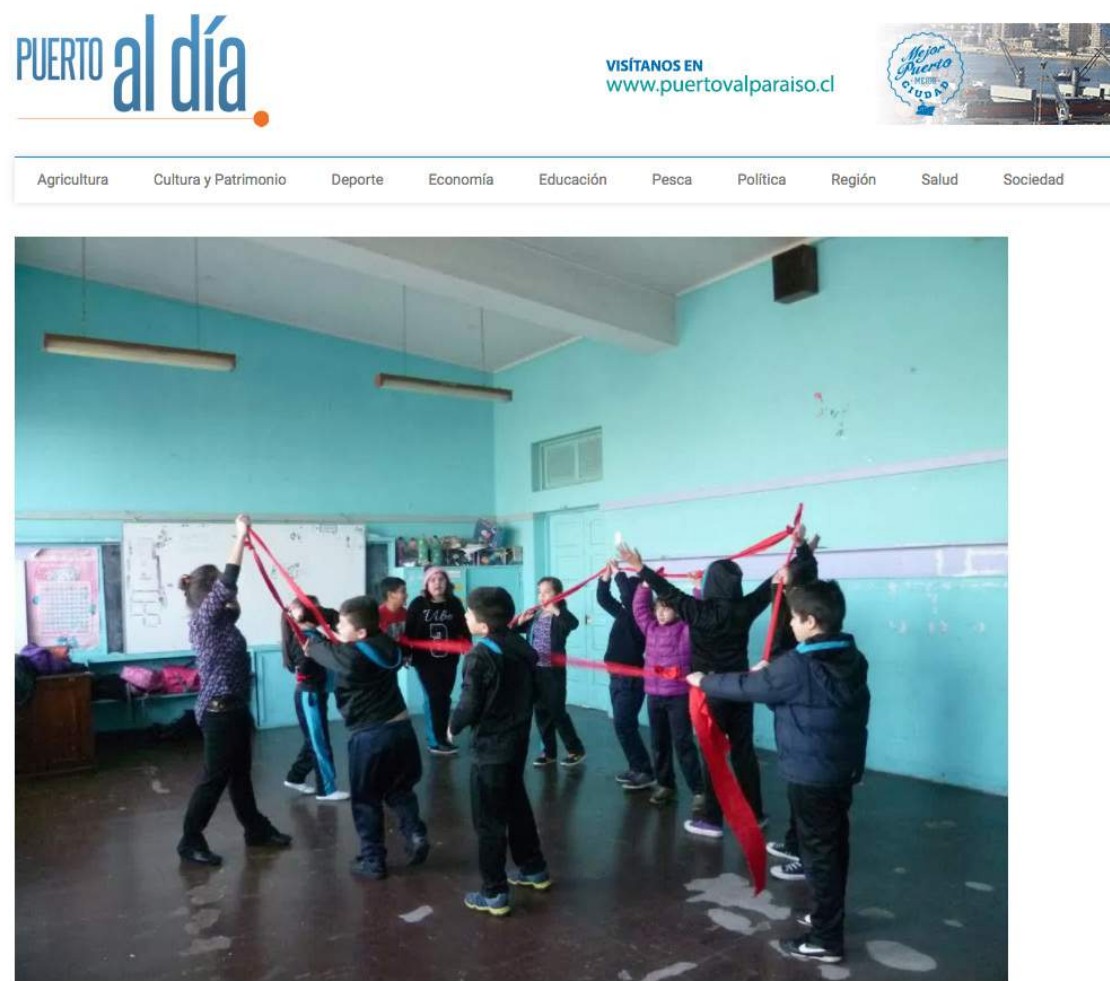 PUERTO al día
VISÍTANOS EN
www.puertovalparaiso.cl
Mejor
Puerto
MEJOR
CIUDAD
Agricultura Cultura y Patrimonio Deporte Economía Educación Pesca Política Región Salud Sociedad